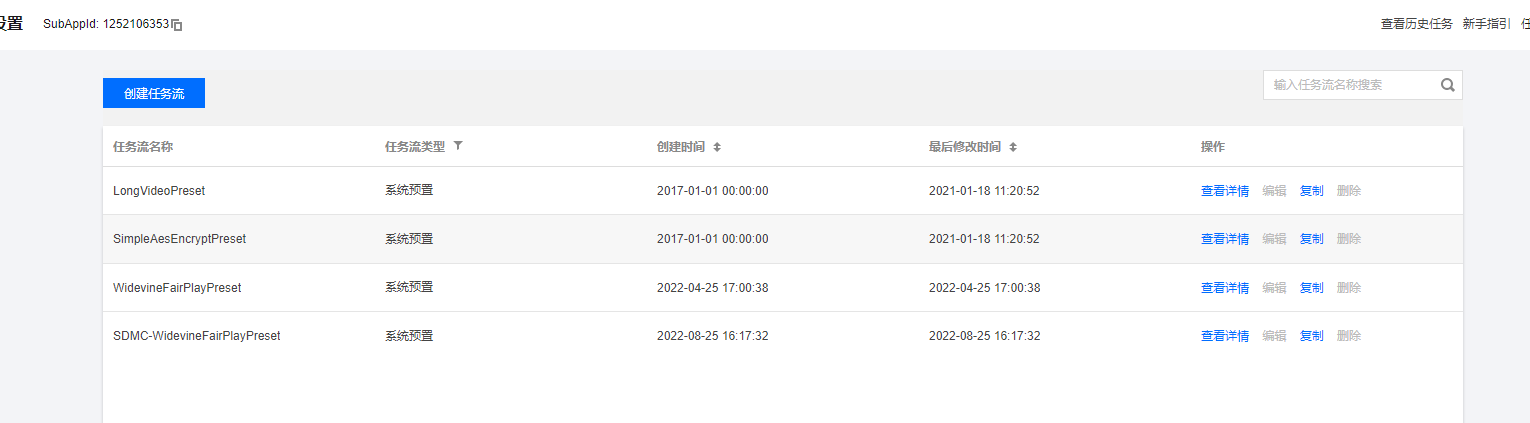 设置 SubAppId: 1252106353 查看历史任务 新手指引
创建任务流 输入任务流名称搜索
任务流名称 任务流类型 创建时间 最后修改时间 操作
LongVideoPreset 系统预置 2017-01-01 00:00:00 2021-01-18 11:20:52 查看详情 编辑 复制 删除
SimpleAesEncryptPreset 系统预置 2017-01-01 00:00:00 2021-01-18 11:20:52 查看详情 编辑 复制 删除
WidevineFairPlayPreset 系统预置 2022-04-25 17:00:38 2022-04-25 17:00:38 查看详情 编辑 复制 删除
SDMC-WidevineFairPlayPreset 系统预置 2022-08-25 16:17:32 2022-08-25 16:17:32 查看详情 编辑 复制 删除